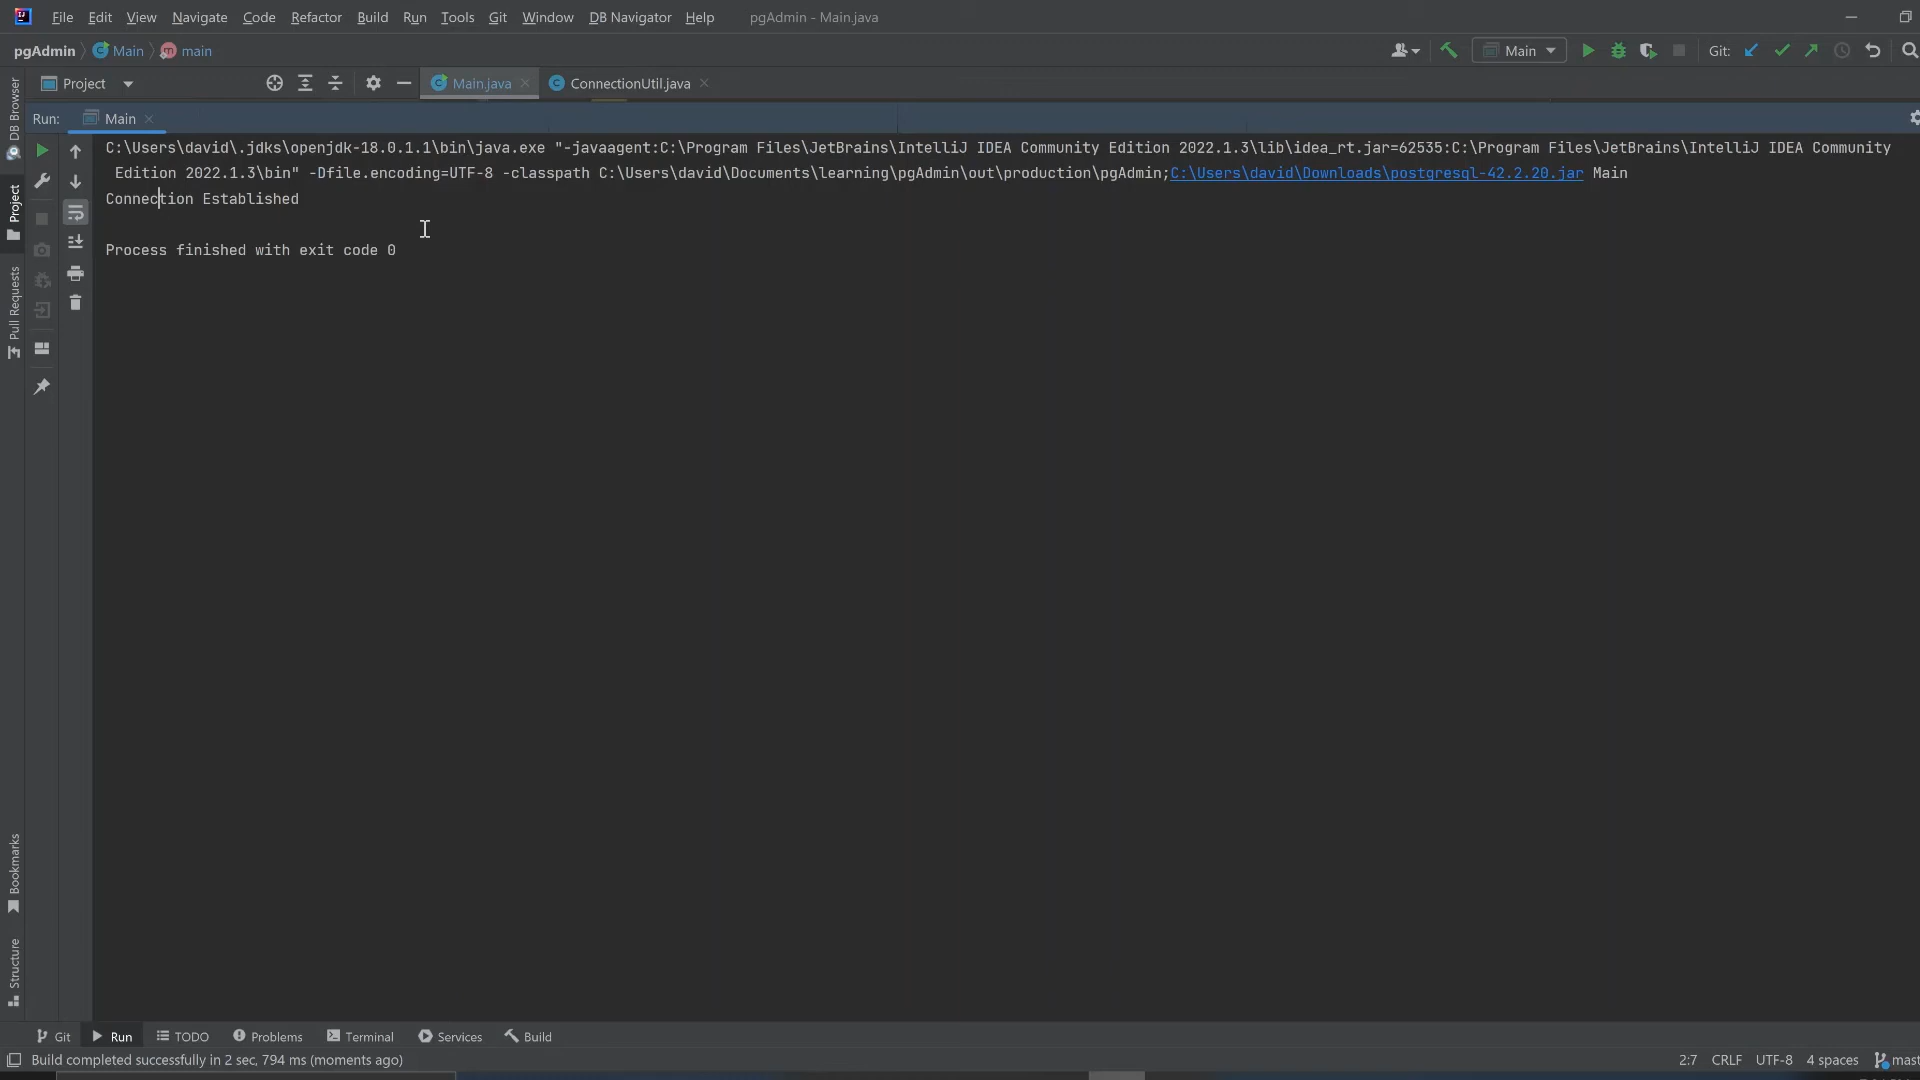 File Edit View Navigate Code Refactor Build Run Tools Git Window DB Navigator Help pgAdmin - Main.java
pgAdmin Main main Main Git:
Project Main.java ConnectionUtil.java
Run: Main
C:\Users\david\.jdks\openjdk-18.0.1.1\bin\java.exe "-javaagent:C:\Program Files\JetBrains\IntelliJ IDEA Community Edition 2022.1.3\lib\idea_rt.jar=62535:C:\Program Files\JetBrains\IntelliJ IDEA Community
Edition 2022.1.3\bin" -Dfile.encoding=UTF-8 -classpath C:\Users\david\Documents\learning\pgAdmin\out\production\pgAdmin;C:\Users\david\Downloads\postgresql-42.2.20.jar Main
Connection Established
Process finished with exit code 0
DB Browser
Project
Pull Requests
Bookmarks
Structure
Git Run TODO Problems Terminal Services Build
Build completed successfully in 2 sec, 794 ms (moments ago) 2:7 CRLF UTF-8 4 spaces mast